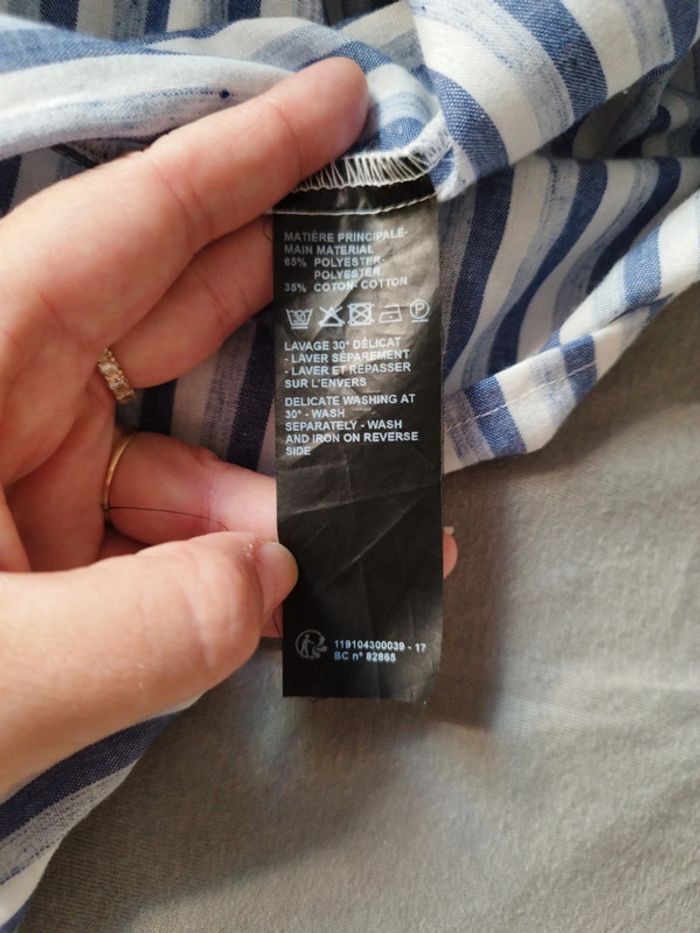 MATIÈRE PRINCIPALE-
MAIN MATERIAL
65% POLYESTER-
POLYESTER
35% COTON- COTTON
30 P
LAVAGE 30° DÉLICAT
- LAVER SÉPAREMENT
- LAVER ET REPASSER
SUR L'ENVERS
DELICATE WASHING AT
30° - WASH
SEPARATELY - WASH
AND IRON ON REVERSE
SIDE
119104300039 - 17
BC n° 82865